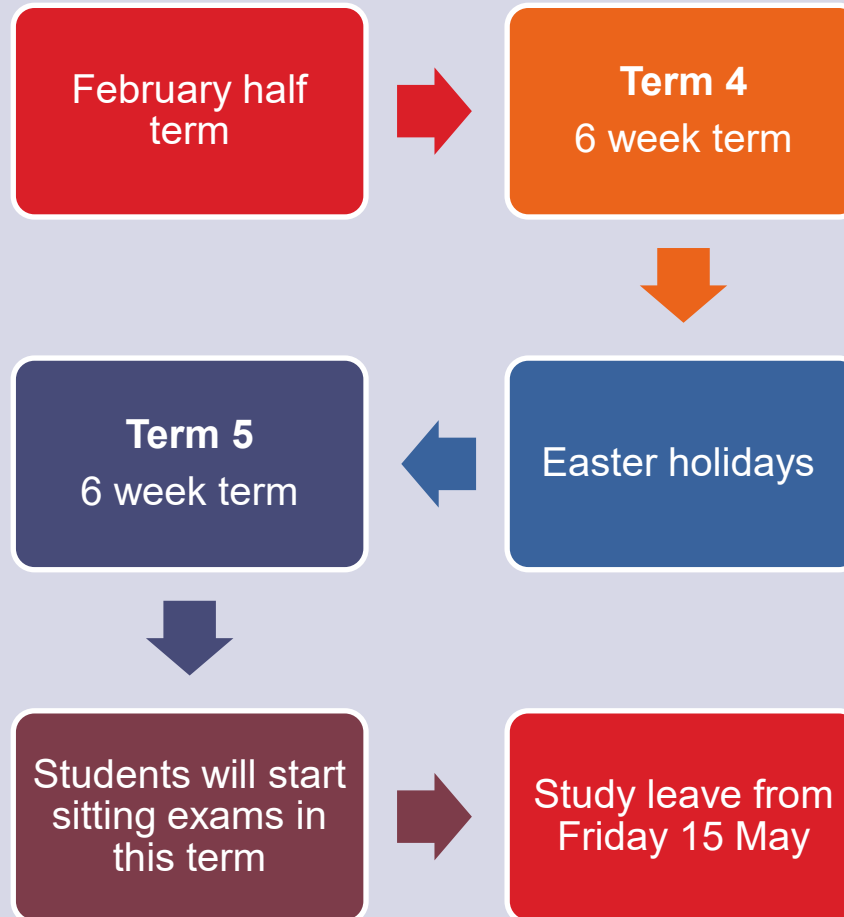 February half
term
Term 4
6 week term
Easter holidays
Term 5
6 week term
Students will start
sitting exams in
this term
Study leave from
Friday 15 May